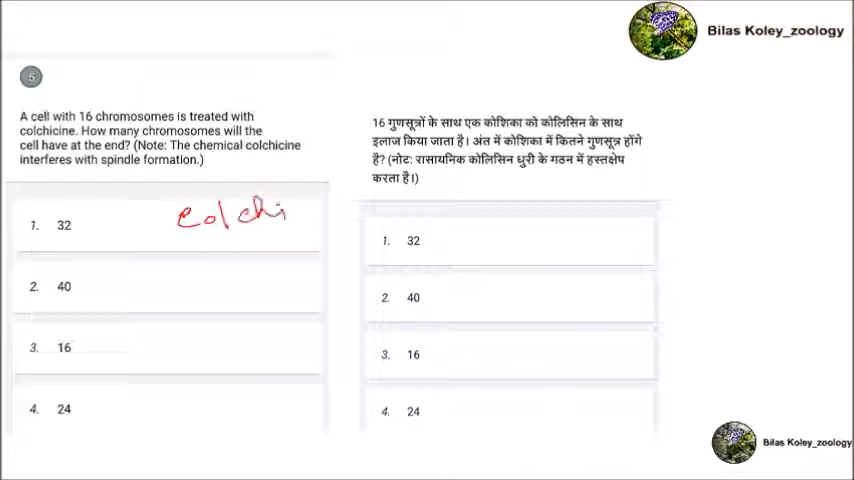 Bilas Koley_zoology
5
A cell with 16 chromosomes is treated with
colchicine. How many chromosomes will the
cell have at the end? (Note: The chemical colchicine
interferes with spindle formation.)
1. 32
colchi
2. 40
3. 16
4. 24
16 गुणसूत्रों के साथ एक कोशिका को कोल्सिसिन के साथ
इलाज किया जाता है। अंत में कोशिका में कितने गुणसूत्र होंगे
है? (नोट: रासायनिक कोल्सिसिन धुरी के गठन में हस्तक्षेप
करता है।)
1. 32
2. 40
3. 16
4. 24
Bilas Koley_zoology